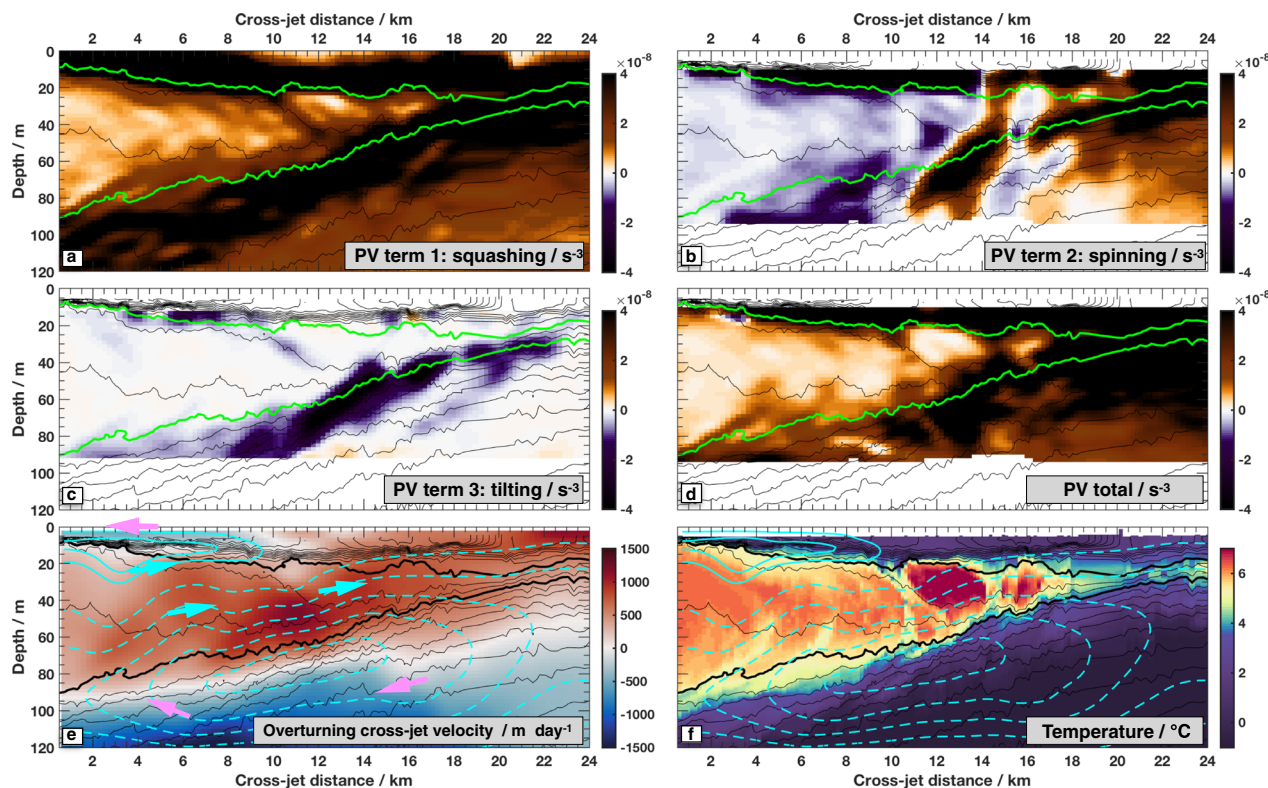 Cross-jet distance / km
Cross-jet distance / km
2 4 6 8 10 12 14 16 18 20 22 24
2 4 6 8 10 12 14 16 18 20 22 24
×10⁻⁸
×10⁻⁸
Depth / m
0
20
40
60
80
100
120
a
PV term 1: squashing / s⁻³
4
2
0
-2
-4
b
PV term 2: spinning / s⁻³
4
2
0
-2
-4
×10⁻⁸
×10⁻⁸
Depth / m
0
20
40
60
80
100
120
c
PV term 3: tilting / s⁻³
4
2
0
-2
-4
d
PV total / s⁻³
4
2
0
-2
-4
Depth / m
0
20
40
60
80
100
120
e
Overturning cross-jet velocity / m day⁻¹
1500
1000
500
0
-500
-1000
-1500
f
Temperature / °C
6
4
2
0
2 4 6 8 10 12 14 16 18 20 22 24
2 4 6 8 10 12 14 16 18 20 22 24
Cross-jet distance / km
Cross-jet distance / km